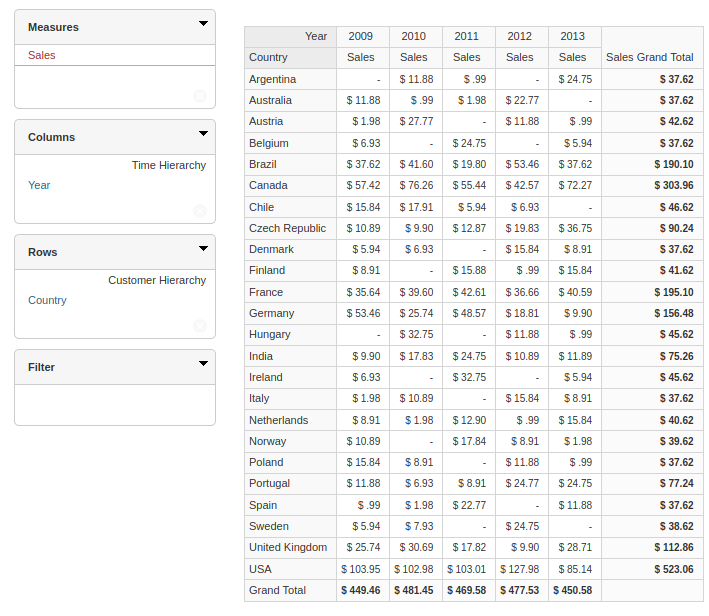 Measures
Sales
Columns
Time Hierarchy
Year
Rows
Customer Hierarchy
Country
Filter
Year 2009 2010 2011 2012 2013
Country Sales Sales Sales Sales Sales Sales Grand Total
Argentina - $ 11.88 $ .99 - $ 24.75 $ 37.62
Australia $ 11.88 $ .99 $ 1.98 $ 22.77 - $ 37.62
Austria $ 1.98 $ 27.77 - $ 11.88 $ .99 $ 42.62
Belgium $ 6.93 - $ 24.75 - $ 5.94 $ 37.62
Brazil $ 37.62 $ 41.60 $ 19.80 $ 53.46 $ 37.62 $ 190.10
Canada $ 57.42 $ 76.26 $ 55.44 $ 42.57 $ 72.27 $ 303.96
Chile $ 15.84 $ 17.91 $ 5.94 $ 6.93 - $ 46.62
Czech Republic $ 10.89 $ 9.90 $ 12.87 $ 19.83 $ 36.75 $ 90.24
Denmark $ 5.94 $ 6.93 - $ 15.84 $ 8.91 $ 37.62
Finland $ 8.91 - $ 15.88 $ .99 $ 15.84 $ 41.62
France $ 35.64 $ 39.60 $ 42.61 $ 36.66 $ 40.59 $ 195.10
Germany $ 53.46 $ 25.74 $ 48.57 $ 18.81 $ 9.90 $ 156.48
Hungary - $ 32.75 - $ 11.88 $ .99 $ 45.62
India $ 9.90 $ 17.83 $ 24.75 $ 10.89 $ 11.89 $ 75.26
Ireland $ 6.93 - $ 32.75 - $ 5.94 $ 45.62
Italy $ 1.98 $ 10.89 - $ 15.84 $ 8.91 $ 37.62
Netherlands $ 8.91 $ 1.98 $ 12.90 $ .99 $ 15.84 $ 40.62
Norway $ 10.89 - $ 17.84 $ 8.91 $ 1.98 $ 39.62
Poland $ 15.84 $ 8.91 - $ 11.88 $ .99 $ 37.62
Portugal $ 11.88 $ 6.93 $ 8.91 $ 24.77 $ 24.75 $ 77.24
Spain $ .99 $ 1.98 $ 22.77 - $ 11.88 $ 37.62
Sweden $ 5.94 $ 7.93 - $ 24.75 - $ 38.62
United Kingdom $ 25.74 $ 30.69 $ 17.82 $ 9.90 $ 28.71 $ 112.86
USA $ 103.95 $ 102.98 $ 103.01 $ 127.98 $ 85.14 $ 523.06
Grand Total $ 449.46 $ 481.45 $ 469.58 $ 477.53 $ 450.58